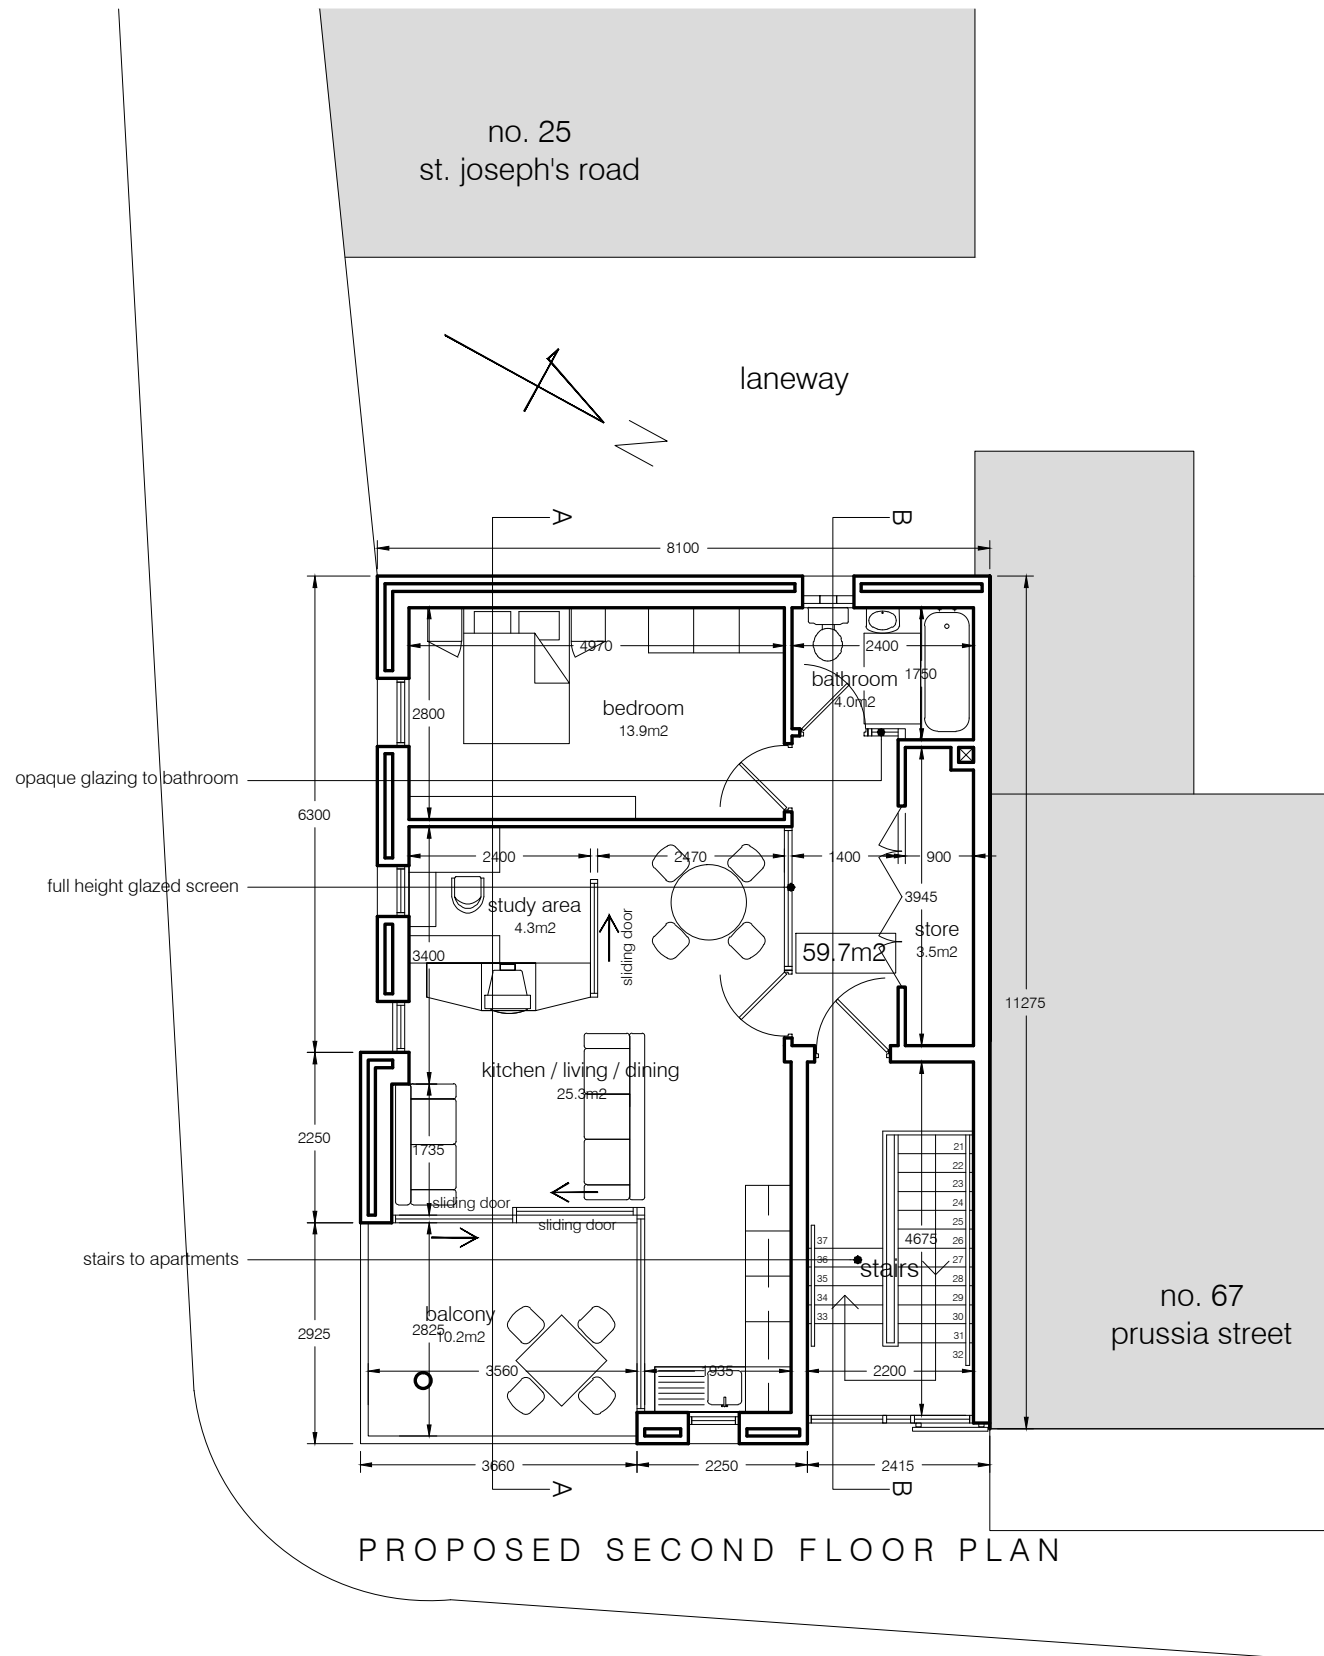 no. 25
st. joseph's road
laneway
N
A
B
8100
4970
2400
bathroom
1750
4.0m2
bedroom
13.9m2
2800
opaque glazing to bathroom
6300
2400
2470
1400
900
full height glazed screen
3945
study area
4.3m2
sliding door
store
3.5m2
59.7m2
3400
11275
kitchen / living / dining
25.3m2
2250
1735
21
22
23
24
25
26
27
28
29
30
31
32
sliding door
sliding door
4675
37
36
35
34
33
stairs to apartments
stairs
no. 67
prussia street
balcony
10.2m2
2925
2825
3560
1935
2200
3660
2250
2415
A
B
PROPOSED SECOND FLOOR PLAN